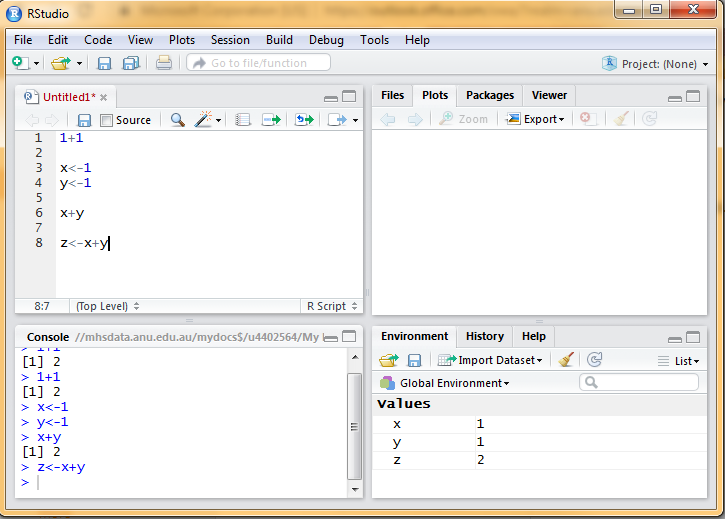 RStudio
File Edit Code View Plots Session Build Debug Tools Help
Go to file/function Project: (None)
Untitled1*
Source
1 1+1
2
3 x<-1
4 y<-1
5
6 x+y
7
8 z<-x+y
8:7 (Top Level) R Script
Files Plots Packages Viewer
Zoom Export
Console //mhsdata.anu.edu.au/mydocs$/u4402564/My
> 1+1
[1] 2
> 1+1
[1] 2
> x<-1
> y<-1
> x+y
[1] 2
> z<-x+y
>
Environment History Help
Import Dataset List
Global Environment
Values
x 1
y 1
z 2